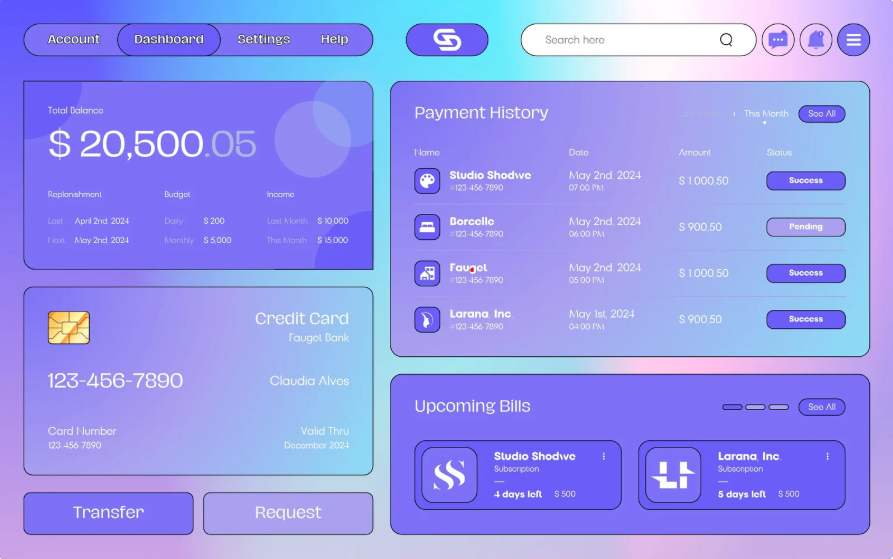 Account Dashboard Settings Help
Search here
Total Balance
$ 20,500.05
Replenishment Budget Income
Last April 2nd, 2024 Daily $ 200 Last Month $ 10,000
Next May 2nd, 2024 Monthly $ 5,000 This Month $ 15,000
Credit Card
Fauget Bank
123-456-7890 Claudia Alves
Card Number Valid Thru
123-456-7890 December 2024
Transfer Request
Payment History This Month See All
Name Date Amount Status
Studio Shodwe May 2nd, 2024 $ 1.000,50 Success
#123-456-7890 07:00 PM
Borcelle May 2nd, 2024 $ 900,50 Pending
#123-456-7890 06:00 PM
Fauget May 2nd, 2024 $ 1.000,50 Success
#123-456-7890 05:00 PM
Larana, Inc. May 1st, 2024 $ 900,50 Success
#123-456-7890 04:00 PM
Upcoming Bills See All
Studio Shodwe
Subscription
4 days left $ 500
Larana, Inc.
Subscription
5 days left $ 500